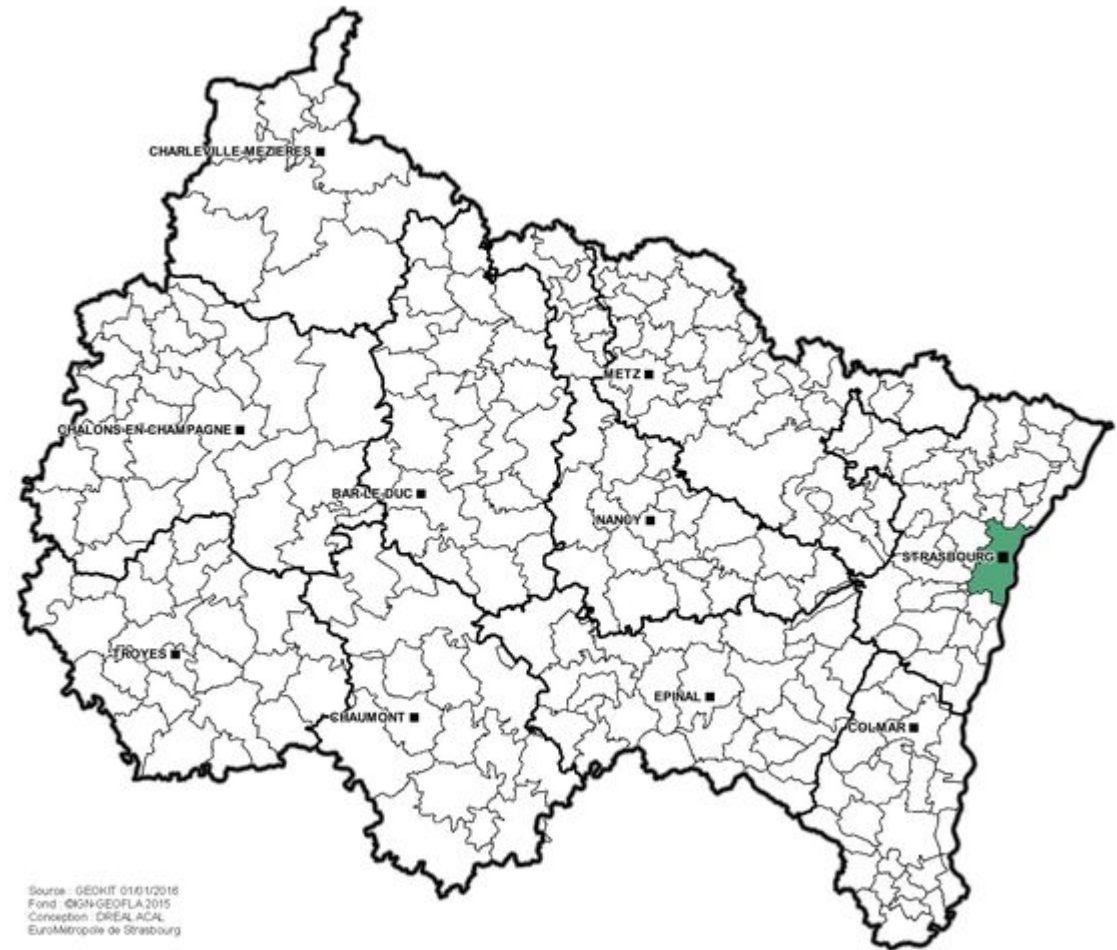 CHARLEVILLE-MEZIERES
METZ
CHALONS-EN-CHAMPAGNE
BAR-LE-DUC
NANCY
STRASBOURG
TROYES
EPINAL
CHAUMONT
COLMAR
Source : GEOKIT 01/01/2016
Fond : ©IGN-GEOFLA 2015
Conception : DREAL ACAL
EuroMétropole de Strasbourg